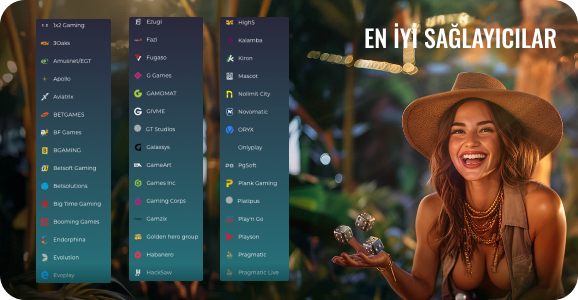 EN İYİ SAĞLAYICILAR
1x2 Gaming
3Oaks
Amusnet/EGT
Apollo
Aviatrix
BETGAMES
BF Games
BGAMING
Belsoft Gaming
Betsolutions
Big Time Gaming
Booming Games
Endorphina
Evolution
Evoplay
Ezugi
Fazi
Fugaso
G Games
GAMOMAT
GIVME
GT Studios
Galaxsys
GameArt
Games Inc.
Gaming Corps
Gamzix
Golden hero group
Habanero
HackSaw
High5
Kalamba
Kiron
Mascot
Nolimit City
Novomatic
ORYX
Onlyplay
PgSoft
Plank Gaming
Platipus
Play'n Go
Playson
Pragmatic
Pragmatic Live